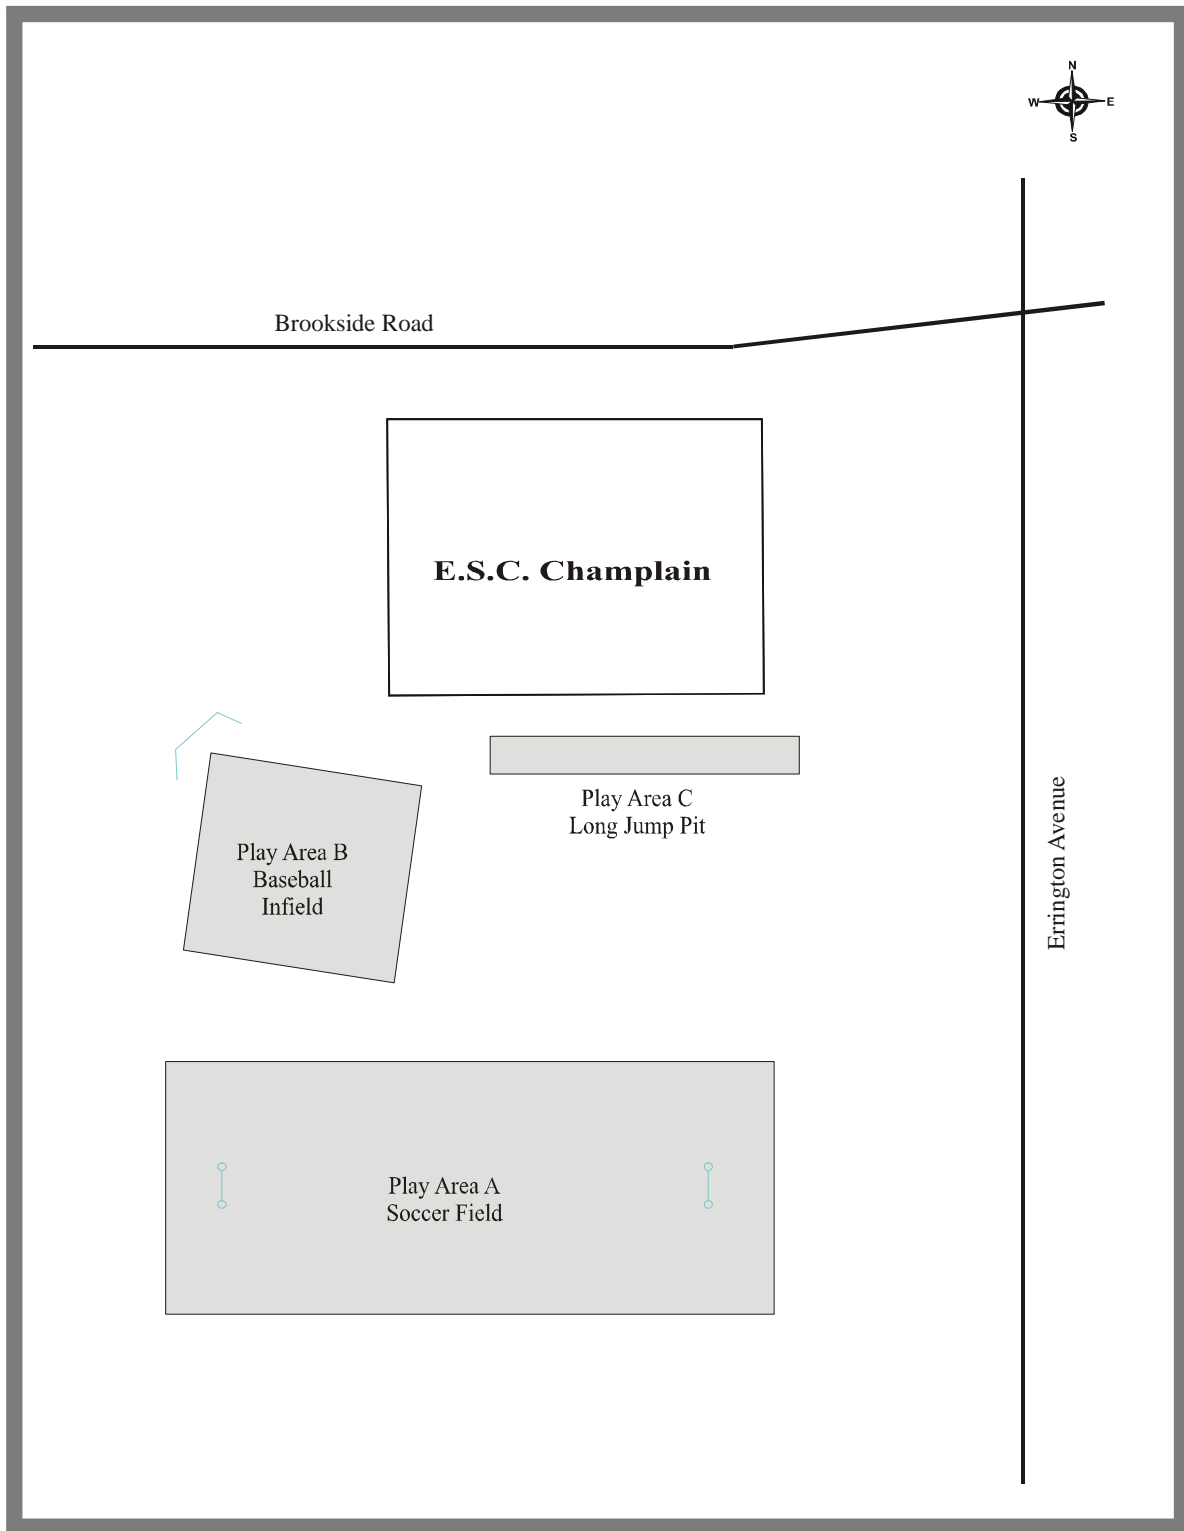 N
W E
S
Brookside Road
E.S.C. Champlain
Play Area C
Long Jump Pit
Play Area B
Baseball
Infield
Errington Avenue
Play Area A
Soccer Field